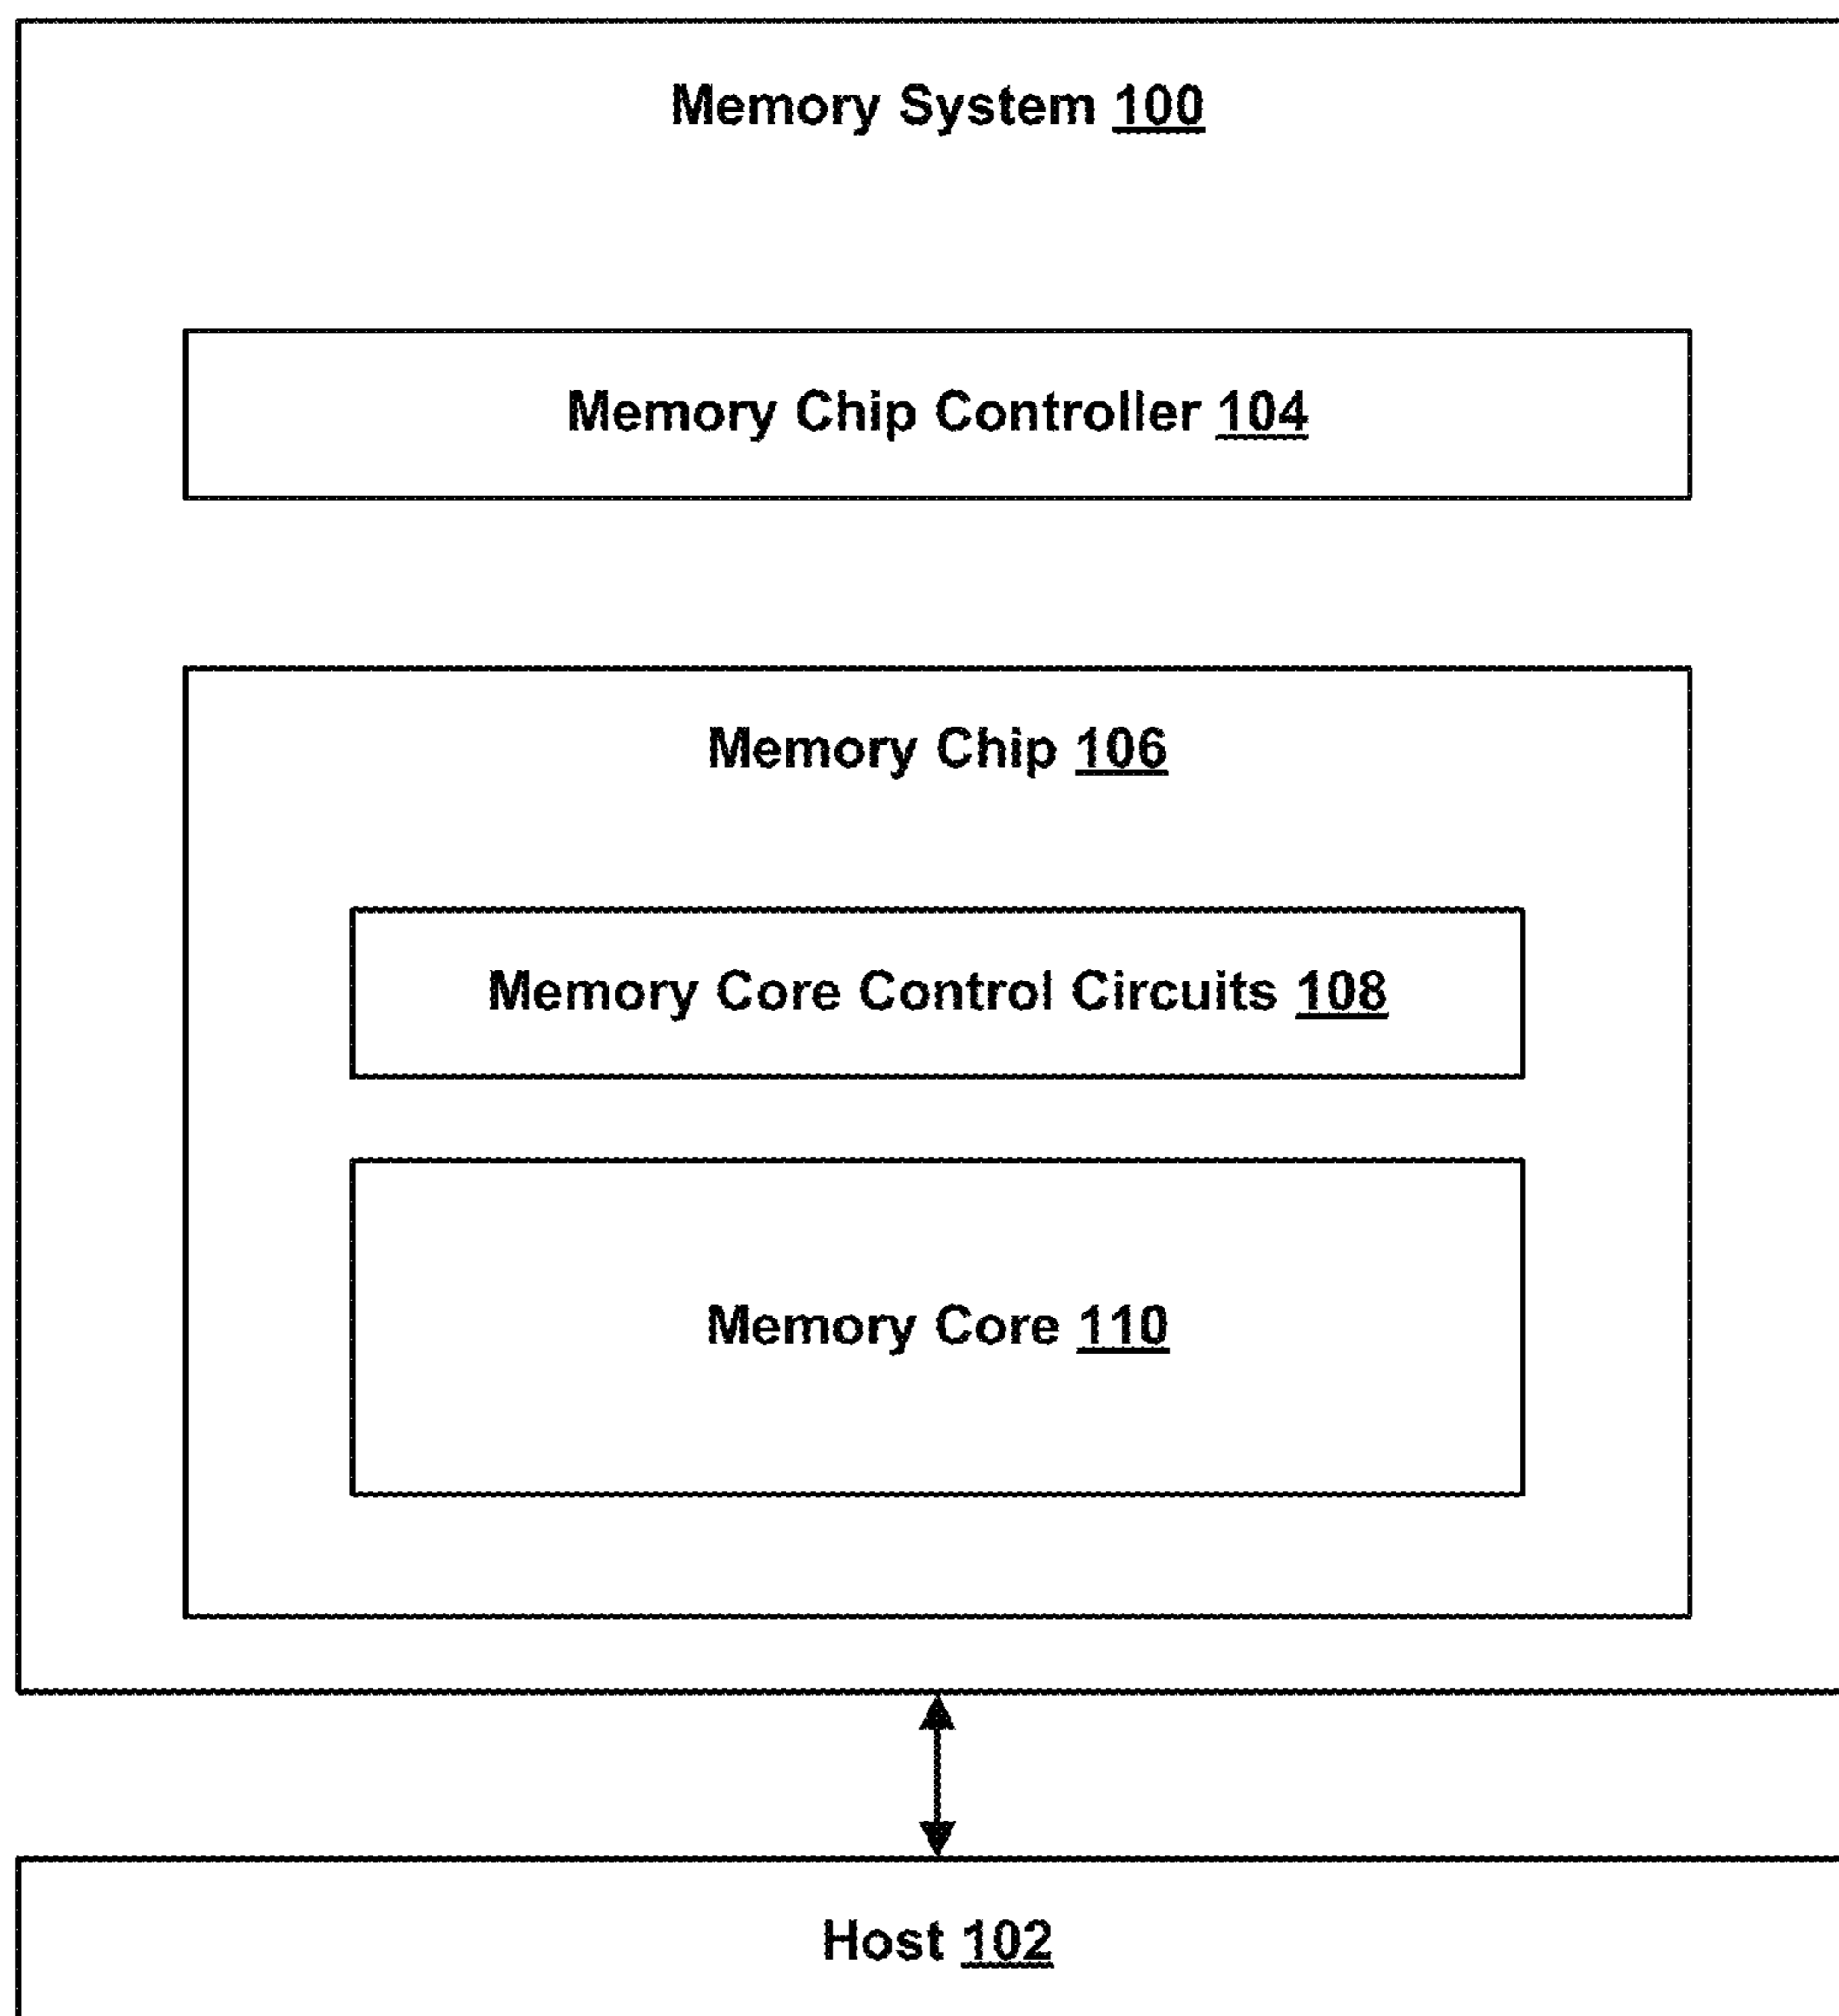 Memory System 100
Memory Chip Controller 104
Memory Chip 106
Memory Core Control Circuits 108
Memory Core 110
Host 102